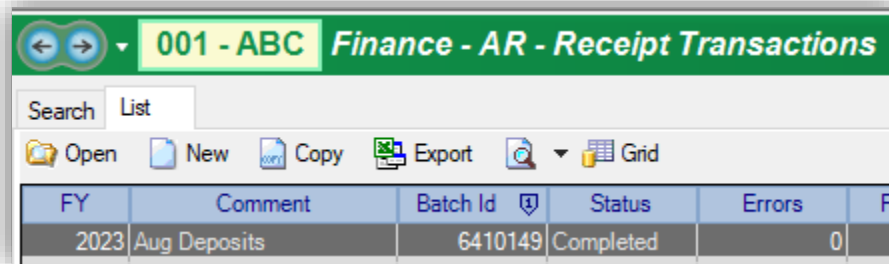 001 - ABC Finance - AR - Receipt Transactions
Search List
Open New Copy Export Grid
FY Comment Batch Id 1 Status Errors
2023 Aug Deposits 6410149 Completed 0